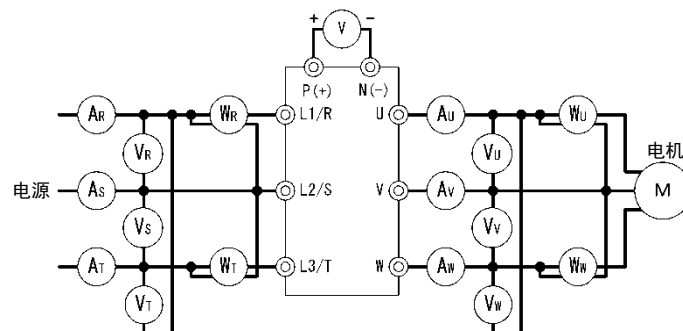 + V -
P(+) N(-)
AR WR L1/R U AU WU
VR VU 电机
电源 AS L2/S V AV M
VS VV
AT WT L3/T W AW WW
VT VW